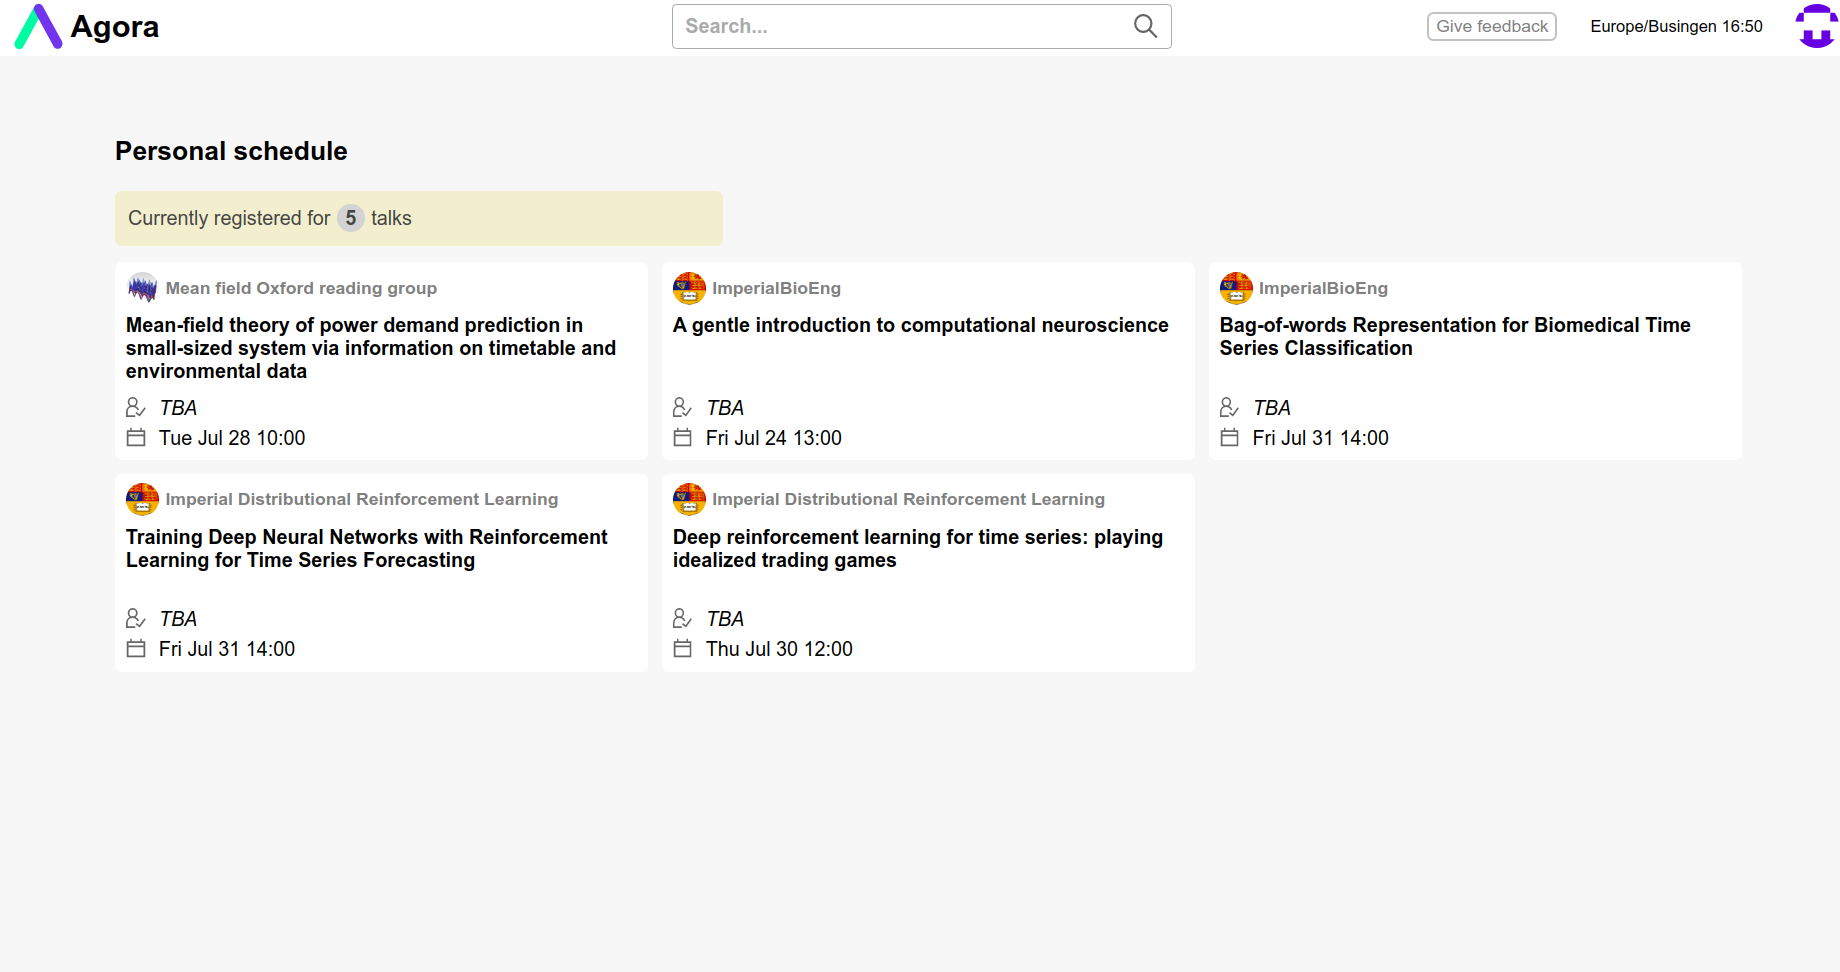 Agora
Search...
Give feedback
Europe/Busingen 16:50
Personal schedule
Currently registered for 5 talks
Mean field Oxford reading group
Mean-field theory of power demand prediction in
small-sized system via information on timetable and
environmental data
TBA
Tue Jul 28 10:00
ImperialBioEng
A gentle introduction to computational neuroscience
TBA
Fri Jul 24 13:00
ImperialBioEng
Bag-of-words Representation for Biomedical Time
Series Classification
TBA
Fri Jul 31 14:00
Imperial Distributional Reinforcement Learning
Training Deep Neural Networks with Reinforcement
Learning for Time Series Forecasting
TBA
Fri Jul 31 14:00
Imperial Distributional Reinforcement Learning
Deep reinforcement learning for time series: playing
idealized trading games
TBA
Thu Jul 30 12:00